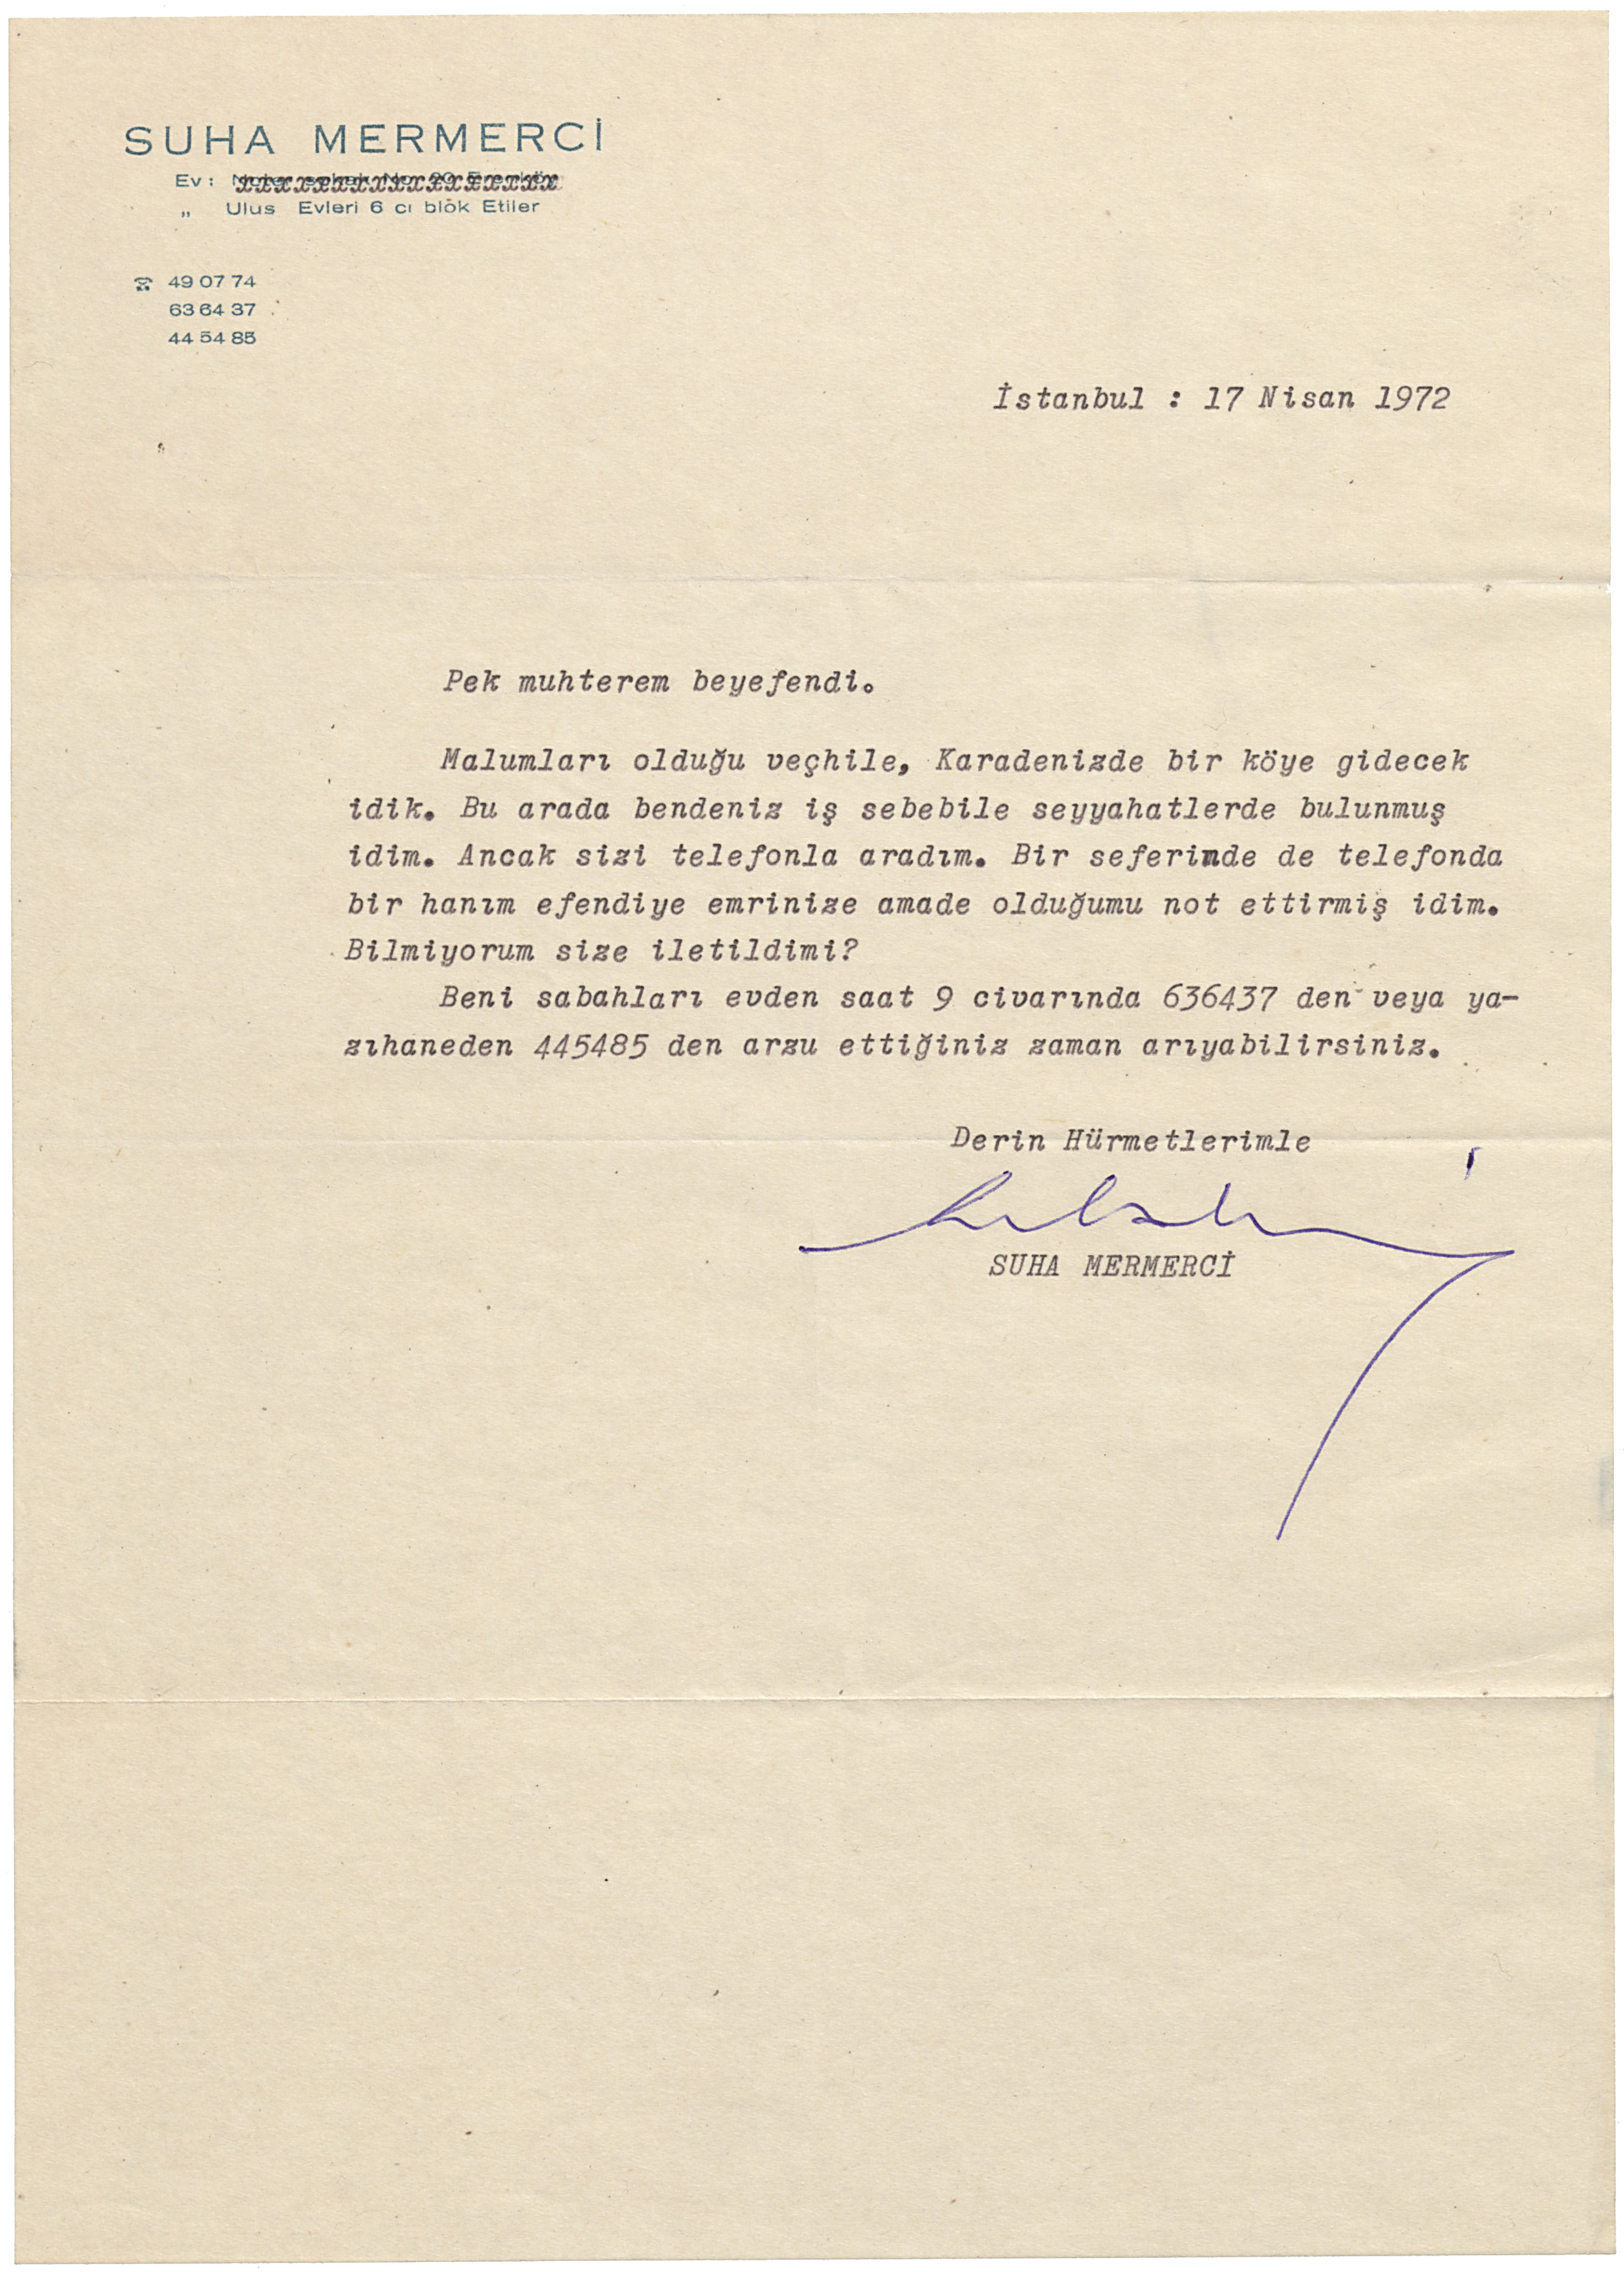 SUHA MERMERCİ
Ev :
„ Ulus Evleri 6 cı blök Etiler
☎ 49 07 74
63 64 37
44 54 85
İstanbul : 17 Nisan 1972
Pek muhterem beyefendi.
Malumları olduğu veçhile, Karadenizde bir köye gidecek
idik. Bu arada bendeniz iş sebebile seyyahatlerde bulunmuş
idim. Ancak sizi telefonla aradım. Bir seferinde de telefonda
bir hanım efendiye emrinize amade olduğumu not ettirmiş idim.
Bilmiyorum size iletildimi?
Beni sabahları evden saat 9 civarında 636437 den veya ya-
zıhaneden 445485 den arzu ettiğiniz zaman arıyabilirsiniz.
Derin Hürmetlerimle
SUHA MERMERCİ